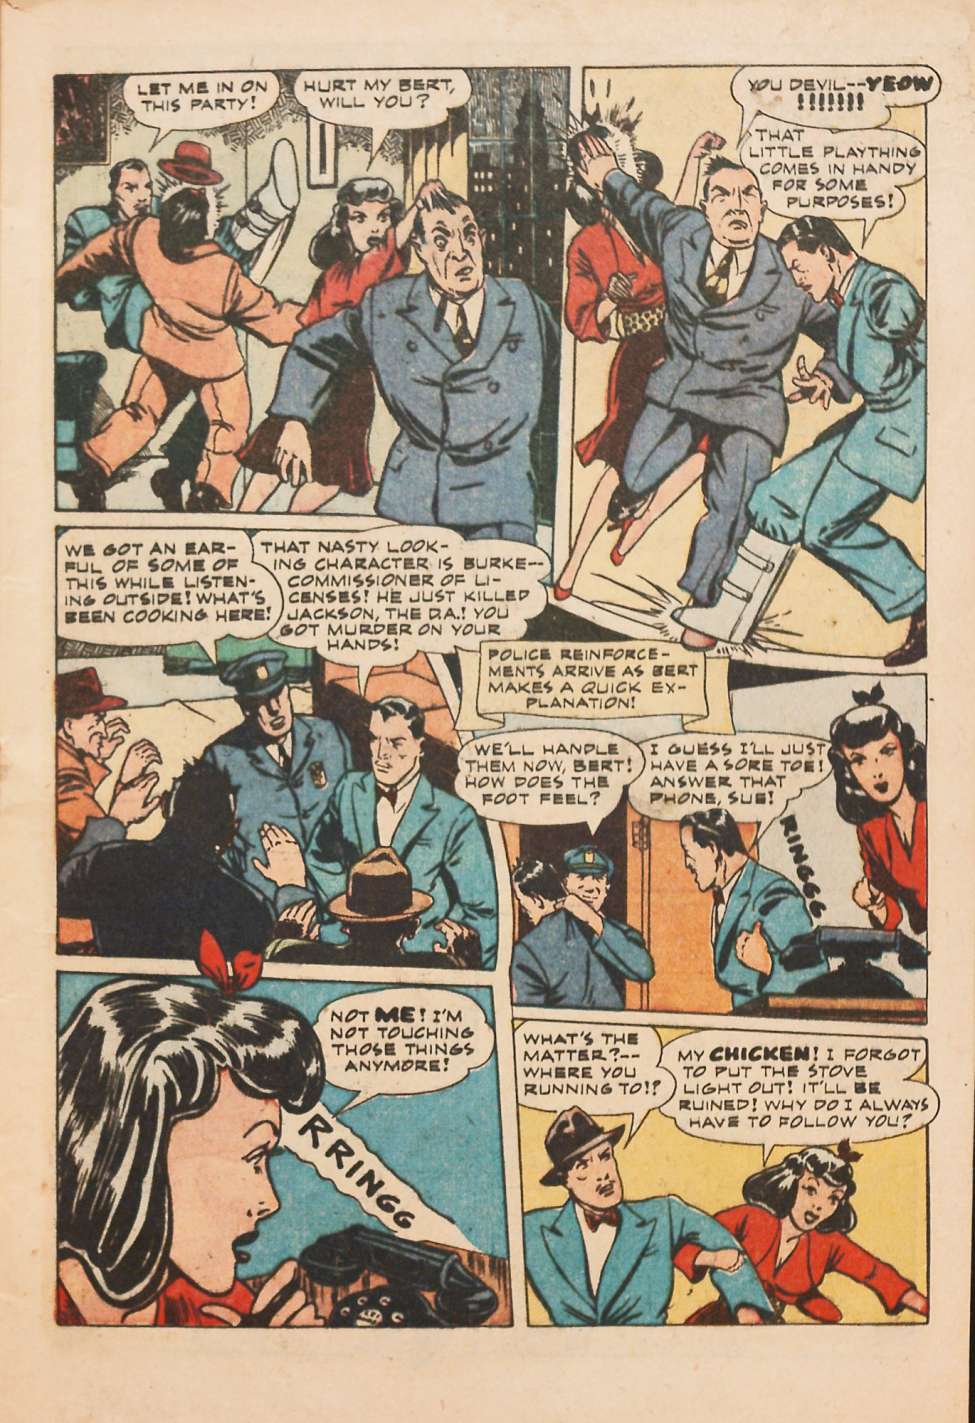 LET ME IN ON
THIS PARTY!
HURT MY BERT,
WILL YOU?
YOU DEVIL--YEOW
!!!!!!!
THAT
LITTLE PLAYTHING
COMES IN HANDY
FOR SOME
PURPOSES!
WE GOT AN EAR-
FUL OF SOME OF
THIS WHILE LISTEN-
ING OUTSIDE! WHAT'S
BEEN COOKING HERE!
THAT NASTY LOOK-
ING CHARACTER IS BURKE--
COMMISSIONER OF LI-
CENSES! HE JUST KILLED
JACKSON, THE D.A.! YOU
GOT MURDER ON YOUR
HANDS!
POLICE REINFORCE-
MENTS ARRIVE AS BERT
MAKES A QUICK EX-
PLANATION!
WE'LL HANDLE
THEM NOW, BERT!
HOW DOES THE
FOOT FEEL?
I GUESS I'LL JUST
HAVE A SORE TOE!
ANSWER THAT
PHONE, SUE!
RINGGG
NOT ME! I'M
NOT TOUCHING
THOSE THINGS
ANYMORE!
RRINGG
WHAT'S THE
MATTER?--
WHERE YOU
RUNNING TO!?
MY CHICKEN! I FORGOT
TO PUT THE STOVE
LIGHT OUT! IT'LL BE
RUINED! WHY DO I ALWAYS
HAVE TO FOLLOW YOU?